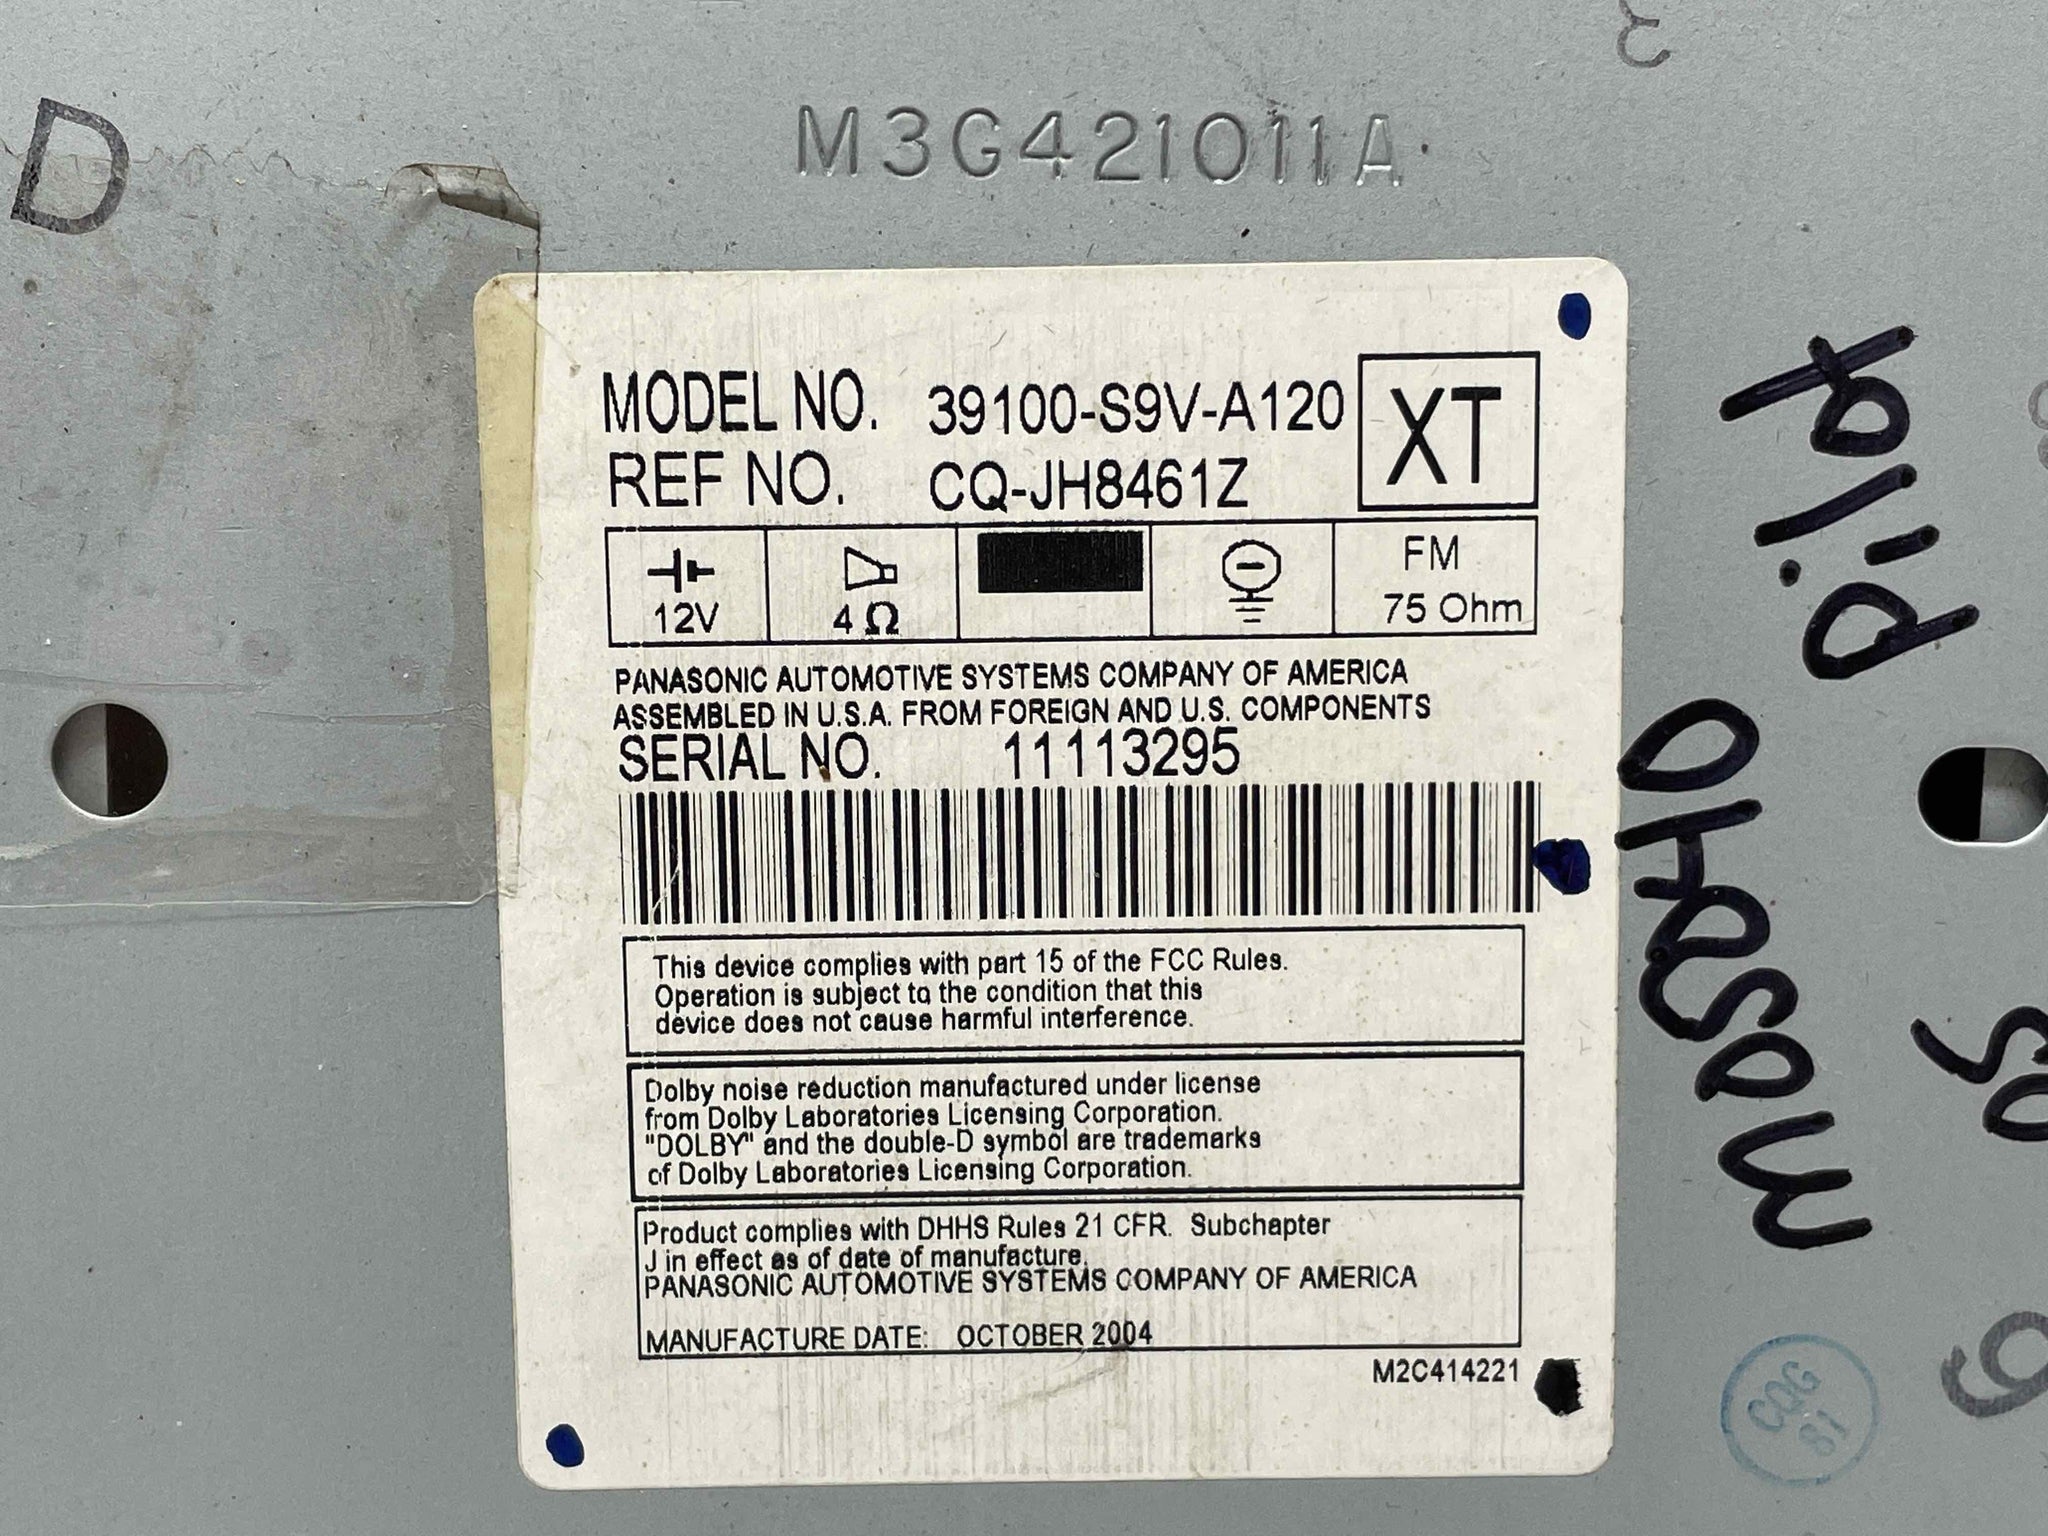 D
M3G421011A
MODEL NO. 39100-S9V-A120
XT
REF NO. CQ-JH8461Z
12V
4 Ω
FM
75 Ohm
PANASONIC AUTOMOTIVE SYSTEMS COMPANY OF AMERICA
ASSEMBLED IN U.S.A. FROM FOREIGN AND U.S. COMPONENTS
SERIAL NO. 11113295
This device complies with part 15 of the FCC Rules.
Operation is subject to the condition that this
device does not cause harmful interference.
Dolby noise reduction manufactured under license
from Dolby Laboratories Licensing Corporation.
"DOLBY" and the double-D symbol are trademarks
of Dolby Laboratories Licensing Corporation.
Product complies with DHHS Rules 21 CFR. Subchapter
J in effect as of date of manufacture.
PANASONIC AUTOMOTIVE SYSTEMS COMPANY OF AMERICA
MANUFACTURE DATE: OCTOBER 2004
M2C414221
CQG
81